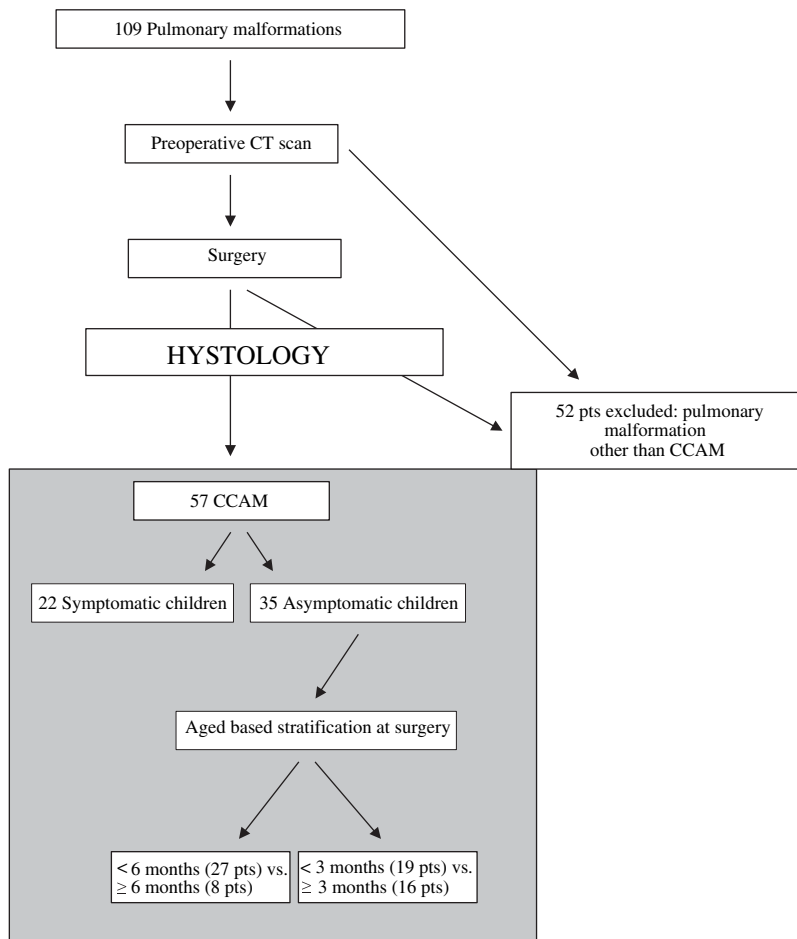 109 Pulmonary malformations
Preoperative CT scan
Surgery
HYSTOLOGY
52 pts excluded: pulmonary
malformation
other than CCAM
57 CCAM
22 Symptomatic children
35 Asymptomatic children
Aged based stratification at surgery
< 6 months (27 pts) vs.
≥ 6 months (8 pts)
< 3 months (19 pts) vs.
≥ 3 months (16 pts)